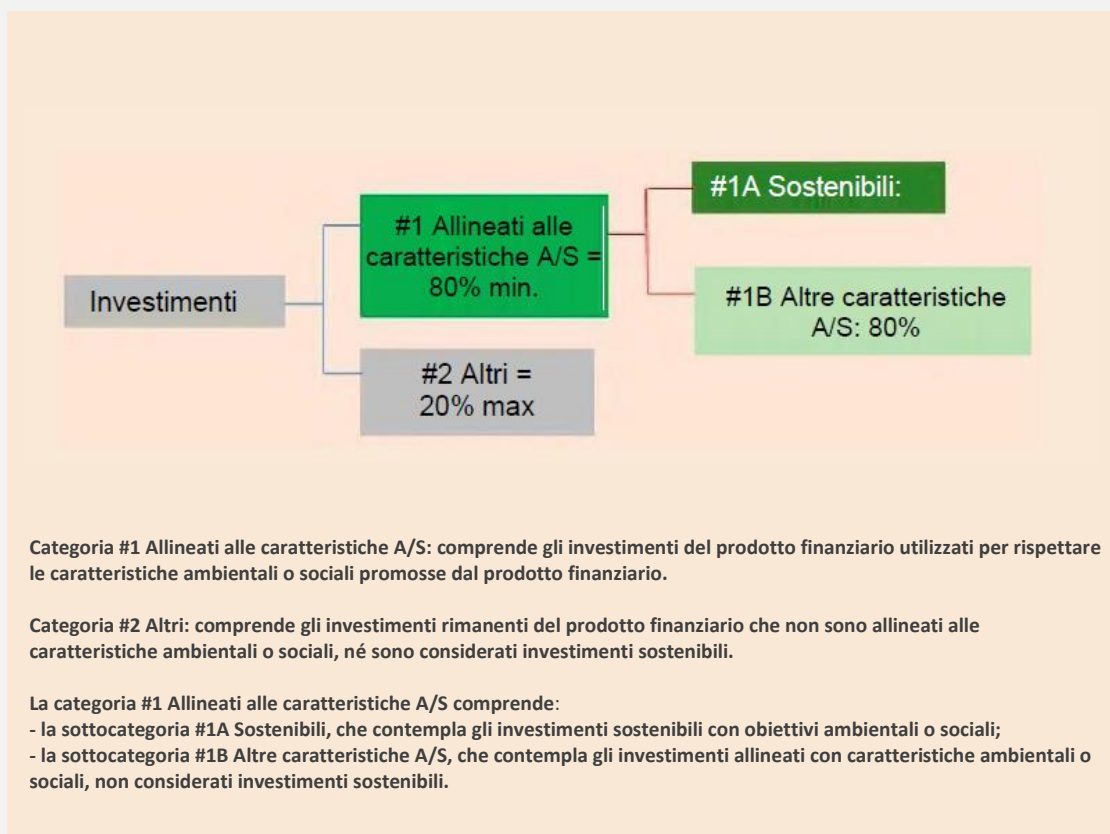 #1A Sostenibili:
#1 Allineati alle
caratteristiche A/S =
80% min.
Investimenti
#1B Altre caratteristiche
A/S: 80%
#2 Altri =
20% max
Categoria #1 Allineati alle caratteristiche A/S: comprende gli investimenti del prodotto finanziario utilizzati per rispettare
le caratteristiche ambientali o sociali promosse dal prodotto finanziario.
Categoria #2 Altri: comprende gli investimenti rimanenti del prodotto finanziario che non sono allineati alle
caratteristiche ambientali o sociali, né sono considerati investimenti sostenibili.
La categoria #1 Allineati alle caratteristiche A/S comprende:
- la sottocategoria #1A Sostenibili, che contempla gli investimenti sostenibili con obiettivi ambientali o sociali;
- la sottocategoria #1B Altre caratteristiche A/S, che contempla gli investimenti allineati con caratteristiche ambientali o
sociali, non considerati investimenti sostenibili.